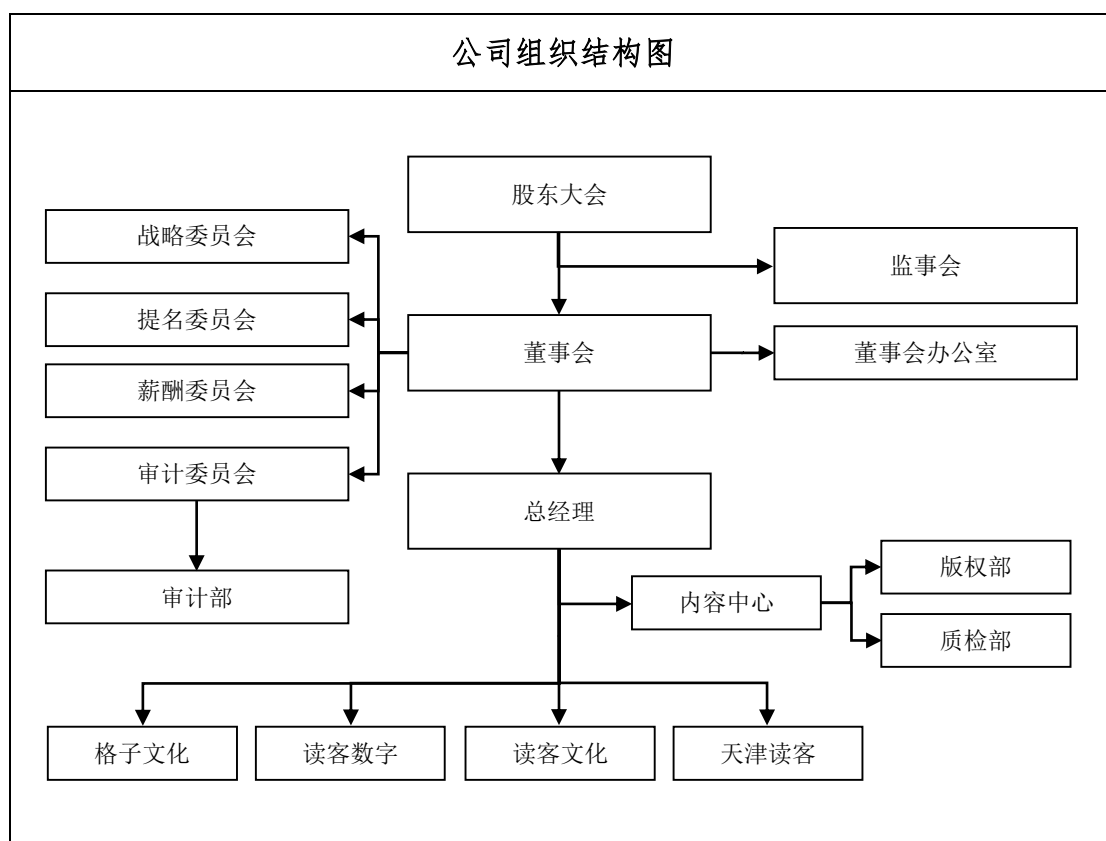 公司组织结构图
股东大会
战略委员会
监事会
提名委员会
董事会
董事会办公室
薪酬委员会
审计委员会
总经理
版权部
审计部
内容中心
质检部
格子文化
读客数字
读客文化
天津读客